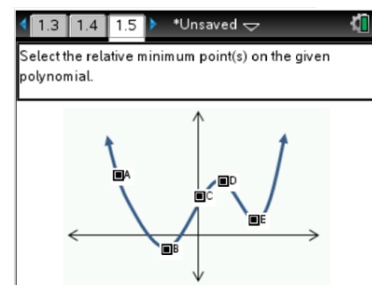 1.3 1.4 1.5 *Unsaved
Select the relative minimum point(s) on the given
polynomial.
A
D
C
E
B